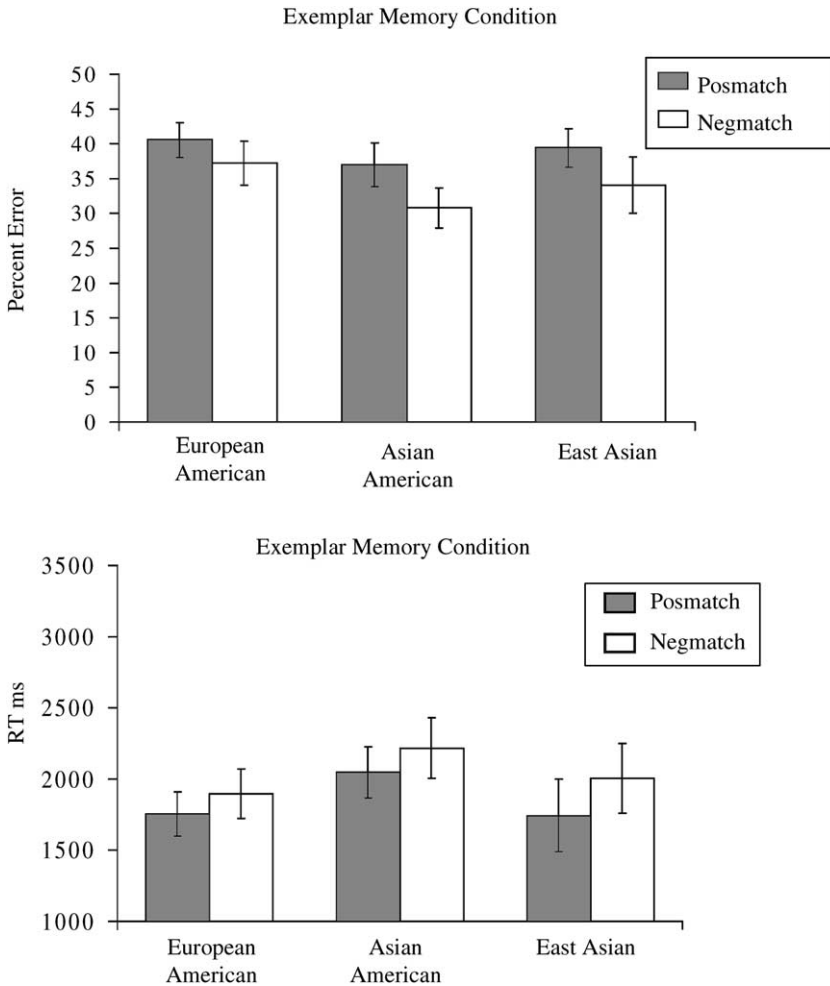 Exemplar Memory Condition
50
45
40
35
30
25
20
15
10
5
0
Percent Error
Posmatch
Negmatch
European
American
Asian
American
East Asian
Exemplar Memory Condition
3500
3000
2500
2000
1500
1000
RT ms
Posmatch
Negmatch
European
American
Asian
American
East Asian